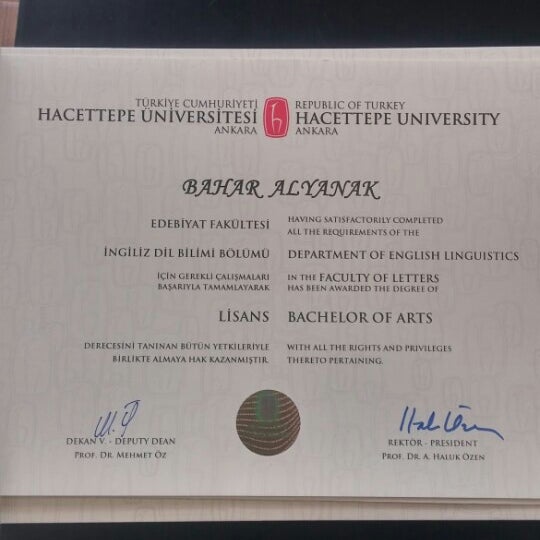 TÜRKİYE CUMHURİYETİ
HACETTEPE ÜNİVERSİTESİ
ANKARA
REPUBLIC OF TURKEY
HACETTEPE UNIVERSITY
ANKARA
BAHAR ALYANAK
EDEBİYAT FAKÜLTESİ
İNGİLİZ DİL BİLİMİ BÖLÜMÜ
İÇİN GEREKLİ ÇALIŞMALARI
BAŞARIYLA TAMAMLAYARAK
LİSANS
DERECESİNİ TANINAN BÜTÜN YETKİLERİYLE
BİRLİKTE ALMAYA HAK KAZANMIŞTIR.
HAVING SATISFACTORILY COMPLETED
ALL THE REQUIREMENTS OF THE
DEPARTMENT OF ENGLISH LINGUISTICS
IN THE FACULTY OF LETTERS
HAS BEEN AWARDED THE DEGREE OF
BACHELOR OF ARTS
WITH ALL THE RIGHTS AND PRIVILEGES
THERETO PERTAINING.
DEKAN V. - DEPUTY DEAN
PROF. DR. MEHMET ÖZ
REKTÖR - PRESIDENT
PROF. DR. A. HALUK ÖZEN